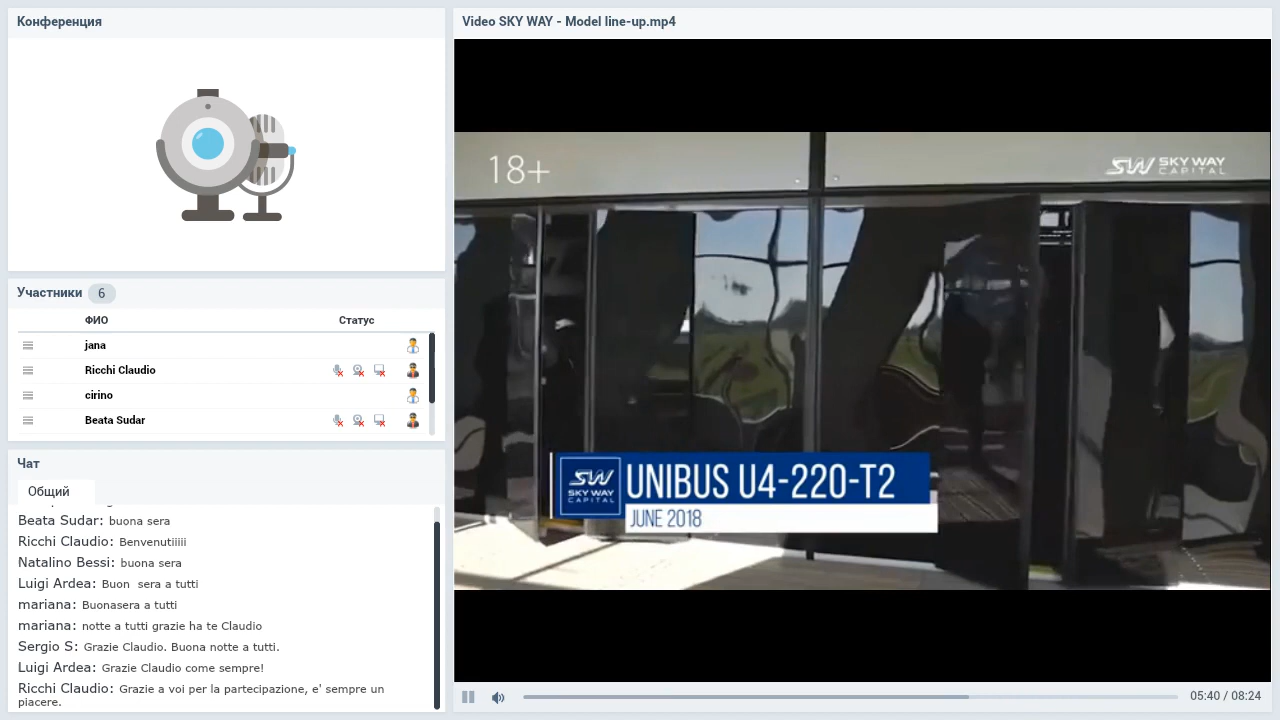 Конференция
Участники 6
ФИО Статус
jana
Ricchi Claudio
cirino
Beata Sudar
Чат
Общий
Beata Sudar: buona sera
Ricchi Claudio: Benvenutiiiii
Natalino Bessi: buona sera
Luigi Ardea: Buon  sera a tutti
mariana: Buonasera a tutti
mariana: notte a tutti grazie ha te Claudio
Sergio S: Grazie Claudio. Buona notte a tutti.
Luigi Ardea: Grazie Claudio come sempre!
Ricchi Claudio: Grazie a voi per la partecipazione, e' sempre un
piacere.
Video SKY WAY - Model line-up.mp4
18+
SW SKY WAY
CAPITAL
SW
SKY WAY
CAPITAL
UNIBUS U4-220-T2
JUNE 2018
05:40 / 08:24